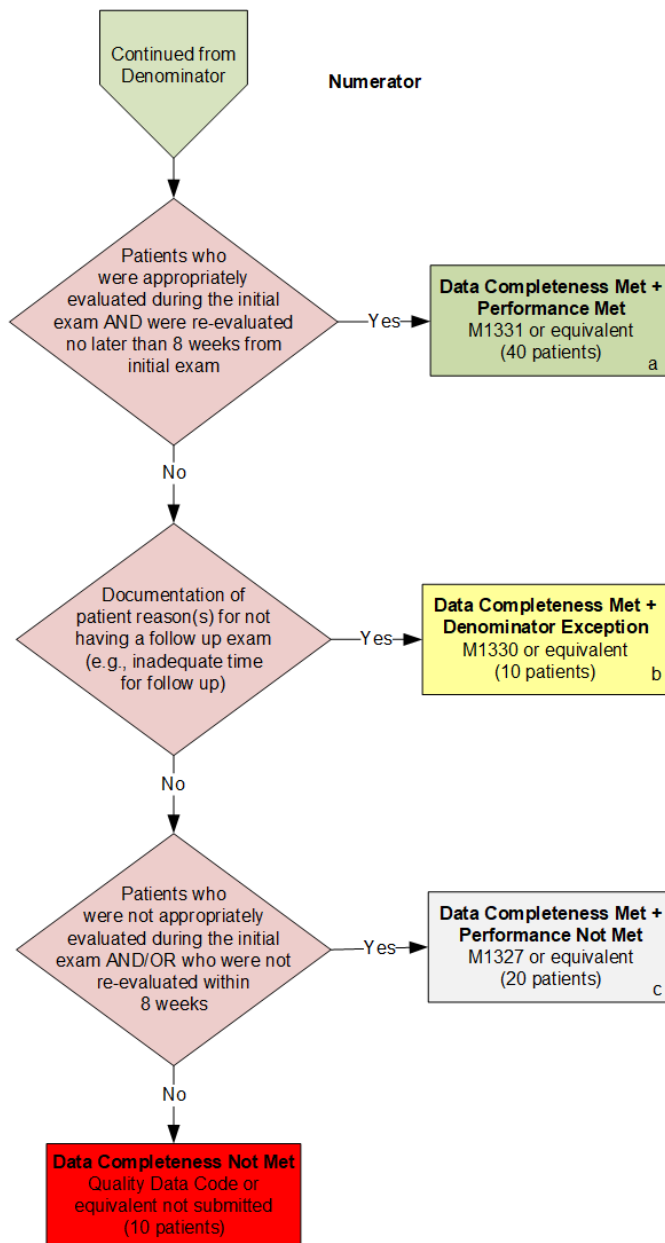 Continued from
Denominator
Numerator
Patients who
were appropriately
evaluated during the initial
exam AND were re-evaluated
no later than 8 weeks from
initial exam
Yes
Data Completeness Met +
Performance Met
M1331 or equivalent
(40 patients)
a
No
Documentation of
patient reason(s) for not
having a follow up exam
(e.g., inadequate time
for follow up)
Yes
Data Completeness Met +
Denominator Exception
M1330 or equivalent
(10 patients)
b
No
Patients who
were not appropriately
evaluated during the initial
exam AND/OR who were not
re-evaluated within
8 weeks
Yes
Data Completeness Met +
Performance Not Met
M1327 or equivalent
(20 patients)
c
No
Data Completeness Not Met
Quality Data Code or
equivalent not submitted
(10 patients)